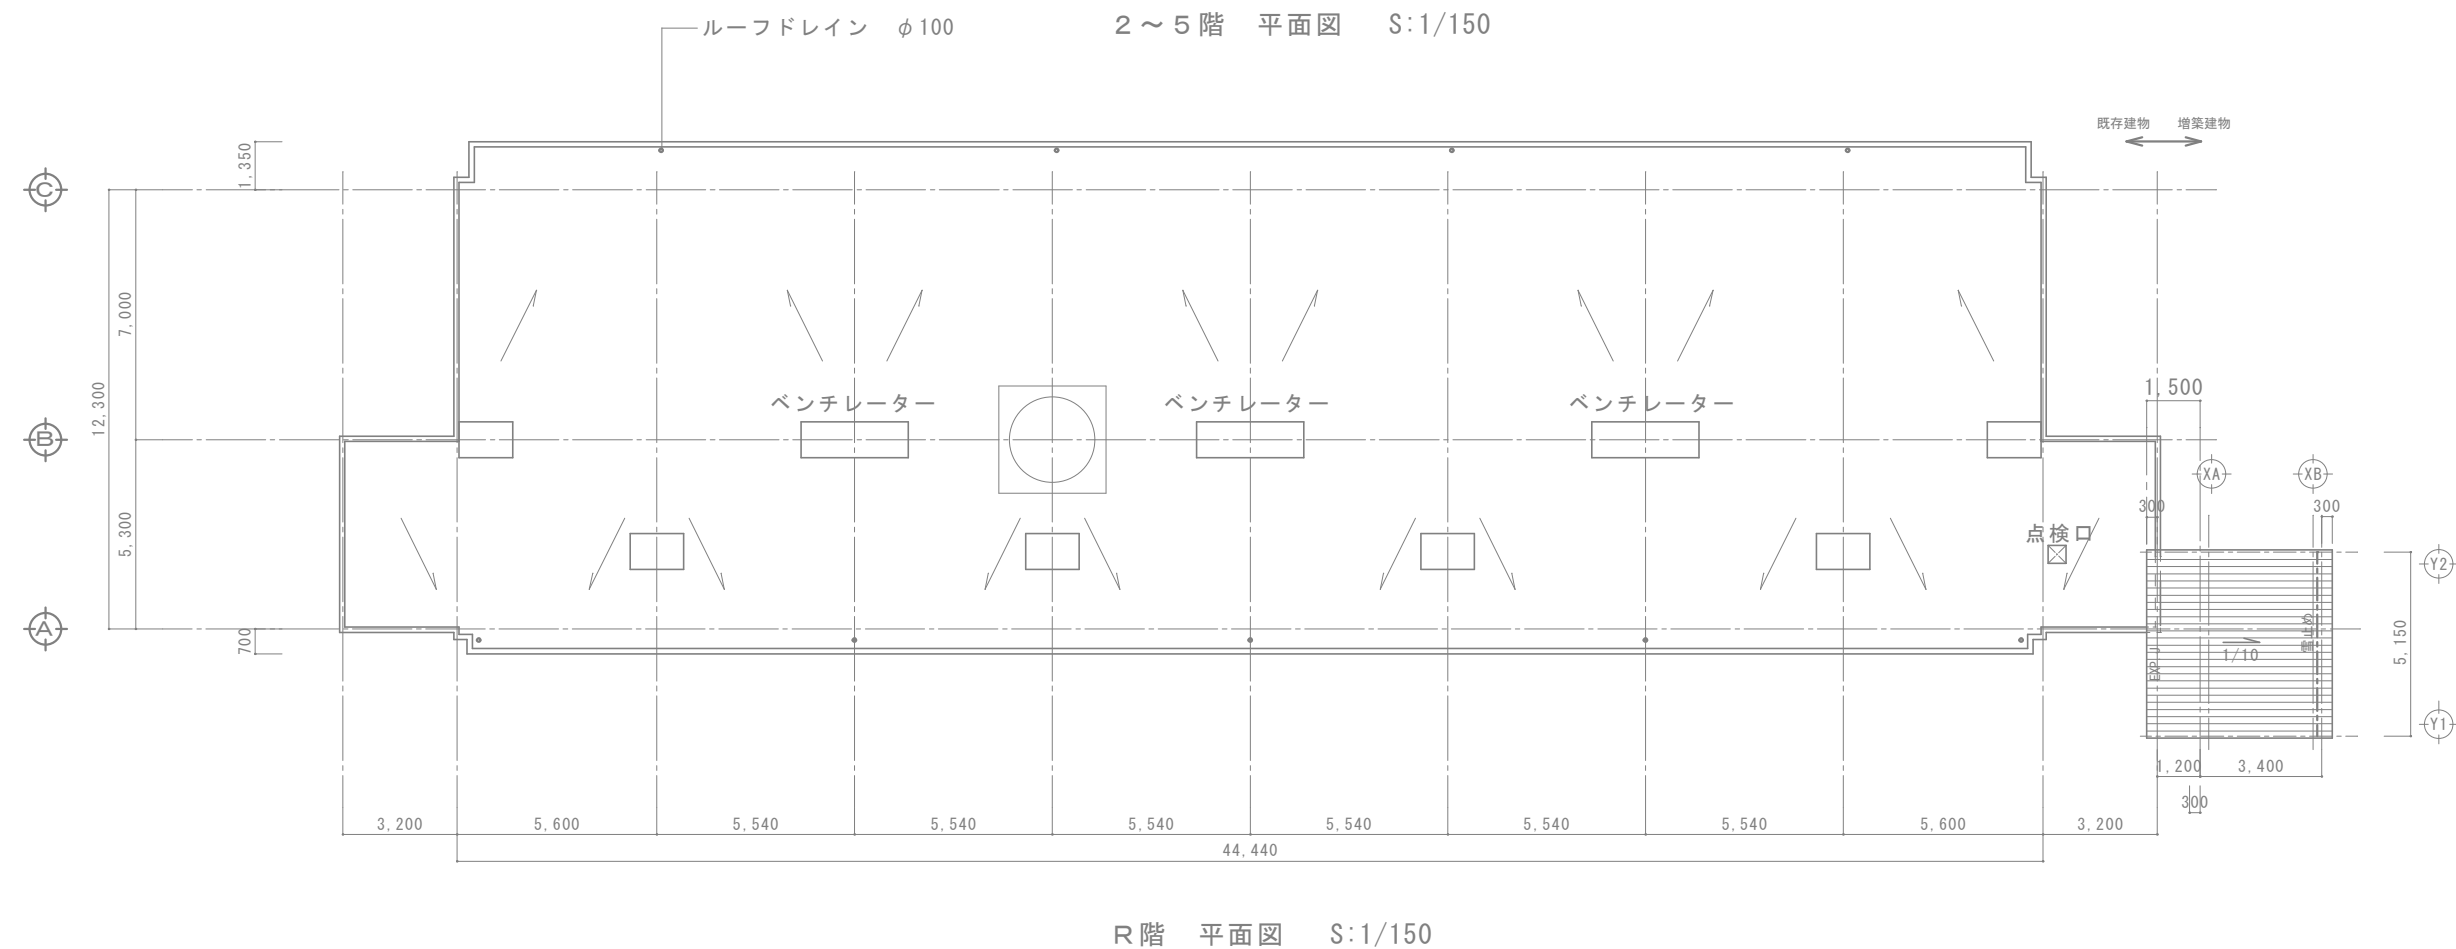 ルーフドレイン φ100
2～5階 平面図 S:1/150
既存建物 増築建物
1,350
C
7,000
12,300
ベンチレーター ベンチレーター ベンチレーター
1,500
B
XA XB
300 300
5,300
点検口
Y2
A
700
雪止め
5,150
1/10
EXP.J
Y1
1,200 3,400
300
3,200 5,600 5,540 5,540 5,540 5,540 5,540 5,540 5,600 3,200
44,440
R階 平面図 S:1/150